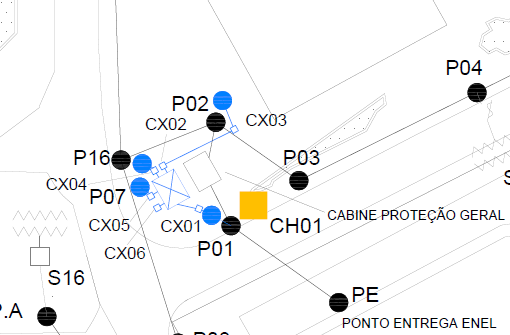 P04
P02
CX02
CX03
P16
P03
CX04
P07
CABINE PROTEÇÃO GERAL
CX05
CX01
CH01
CX06
P01
S16
PE
PONTO ENTREGA ENEL